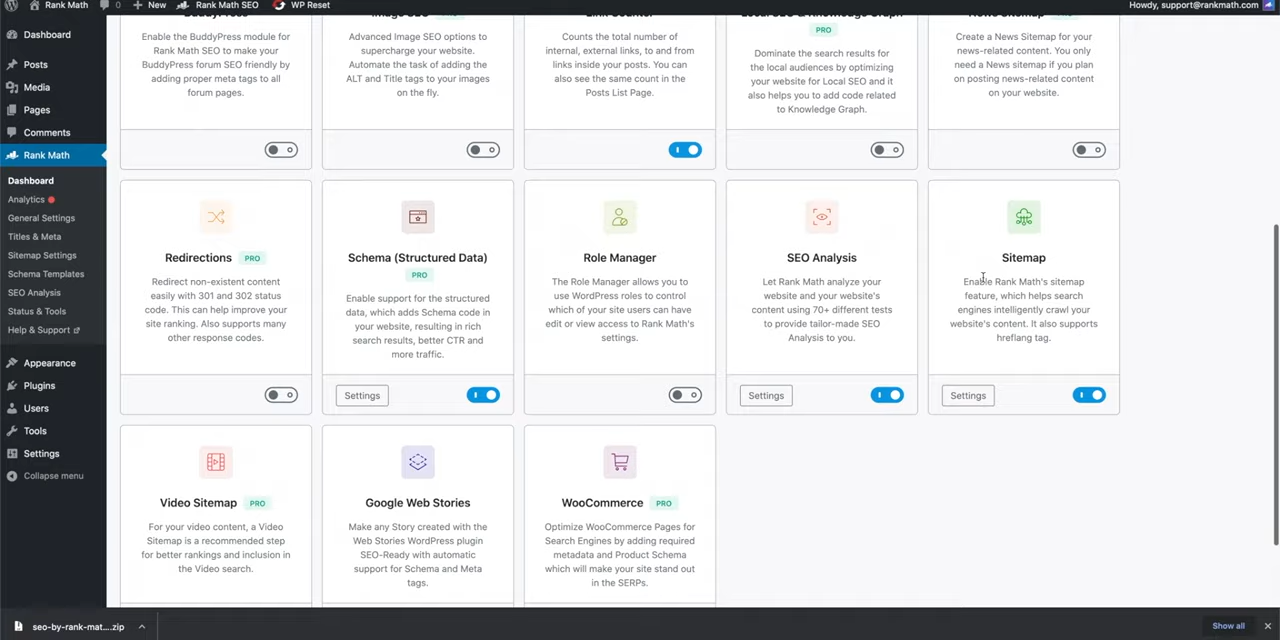 Rank Math 0 New Rank Math SEO WP Reset Howdy, support@rankmath.com
Dashboard
Posts
Media
Pages
Comments
Rank Math
Dashboard
Analytics
General Settings
Titles & Meta
Sitemap Settings
Schema Templates
SEO Analysis
Status & Tools
Help & Support
Appearance
Plugins
Users
Tools
Settings
Collapse menu
BuddyPress
Enable the BuddyPress module for
Rank Math SEO to make your
BuddyPress forum SEO friendly by
adding proper meta tags to all
forum pages.
Image SEO PRO
Advanced Image SEO options to
supercharge your website.
Automate the task of adding the
ALT and Title tags to your images
on the fly.
Link Counter
Counts the total number of
internal, external links, to and from
links inside your posts. You can
also see the same count in the
Posts List Page.
Local SEO & Knowledge Graph
PRO
Dominate the search results for
the local audiences by optimizing
your website for Local SEO and it
also helps you to add code related
to Knowledge Graph.
News Sitemap PRO
Create a News Sitemap for your
news-related content. You only
need a News sitemap if you plan
on posting news-related content
on your website.
Redirections PRO
Redirect non-existent content
easily with 301 and 302 status
code. This can help improve your
site ranking. Also supports many
other response codes.
Schema (Structured Data)
PRO
Enable support for the structured
data, which adds Schema code in
your website, resulting in rich
search results, better CTR and
more traffic.
Settings
Role Manager
The Role Manager allows you to
use WordPress roles to control
which of your site users can have
edit or view access to Rank Math's
settings.
SEO Analysis
Let Rank Math analyze your
website and your website's
content using 70+ different tests
to provide tailor-made SEO
Analysis to you.
Settings
Sitemap
Enable Rank Math's sitemap
feature, which helps search
engines intelligently crawl your
website's content. It also supports
hreflang tag.
Settings
Video Sitemap PRO
For your video content, a Video
Sitemap is a recommended step
for better rankings and inclusion in
the Video search.
Google Web Stories
Make any Story created with the
Web Stories WordPress plugin
SEO-Ready with automatic
support for Schema and Meta
tags.
WooCommerce PRO
Optimize WooCommerce Pages for
Search Engines by adding required
metadata and Product Schema
which will make your site stand out
in the SERPs.
seo-by-rank-mat....zip
Show all